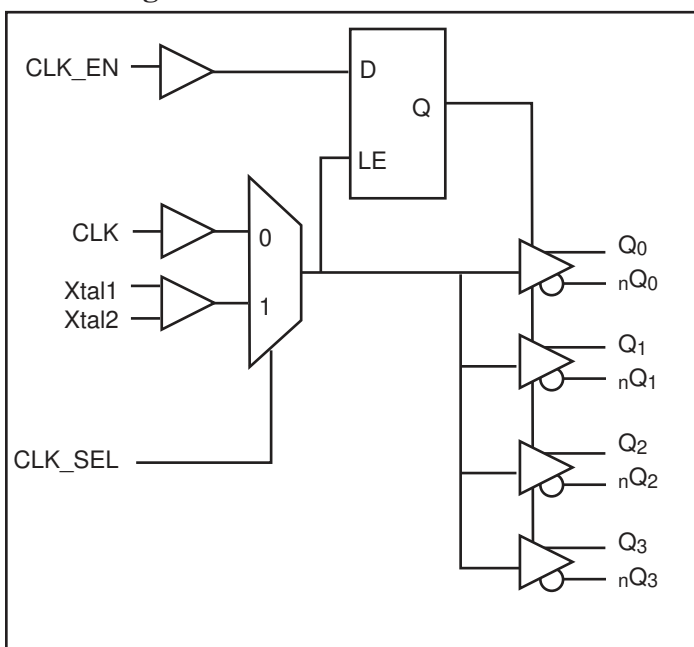 CLK_EN
D
Q
LE
CLK
0
Xtal1
1
Xtal2
CLK_SEL
Q0
nQ0
Q1
nQ1
Q2
nQ2
Q3
nQ3